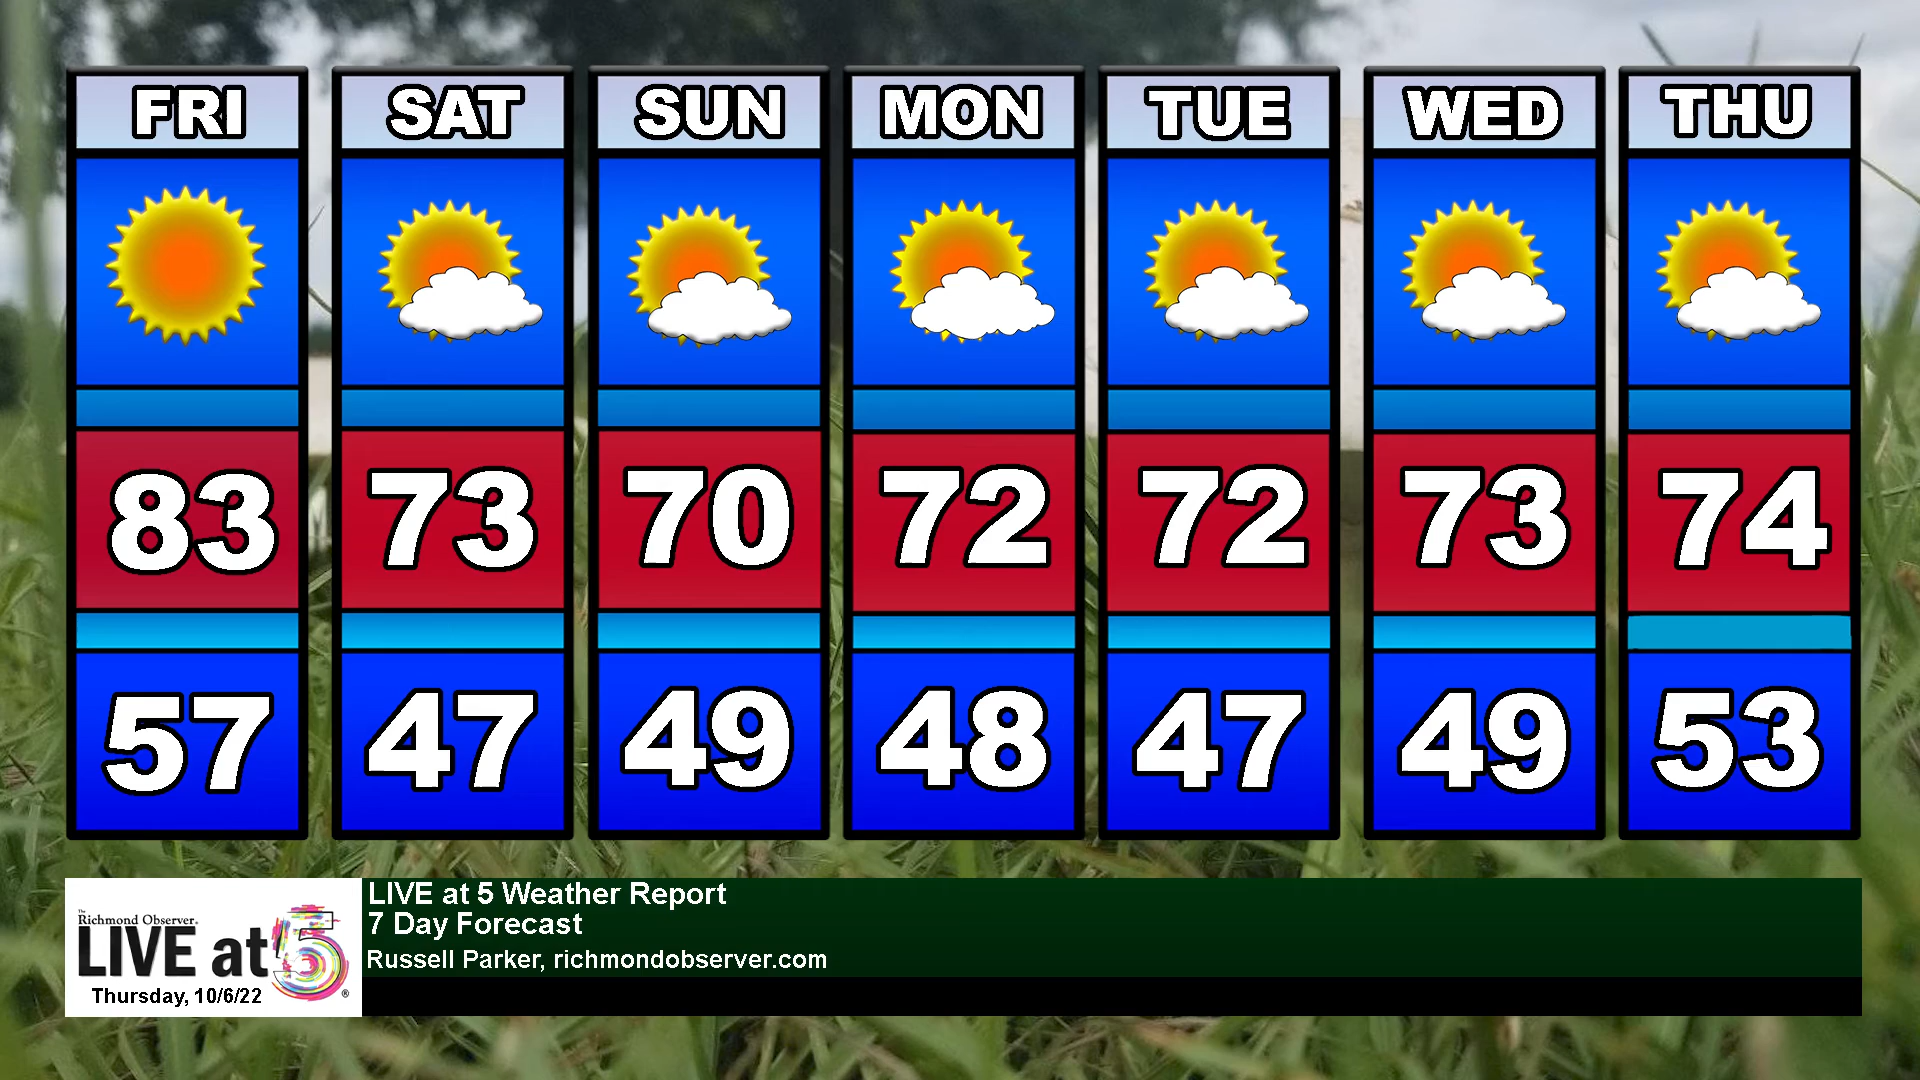 FRI SAT SUN MON TUE WED THU
83 73 70 72 72 73 74
57 47 49 48 47 49 53
The
Richmond Observer.
LIVE at 5
®
Thursday, 10/6/22
LIVE at 5 Weather Report
7 Day Forecast
Russell Parker, richmondobserver.com